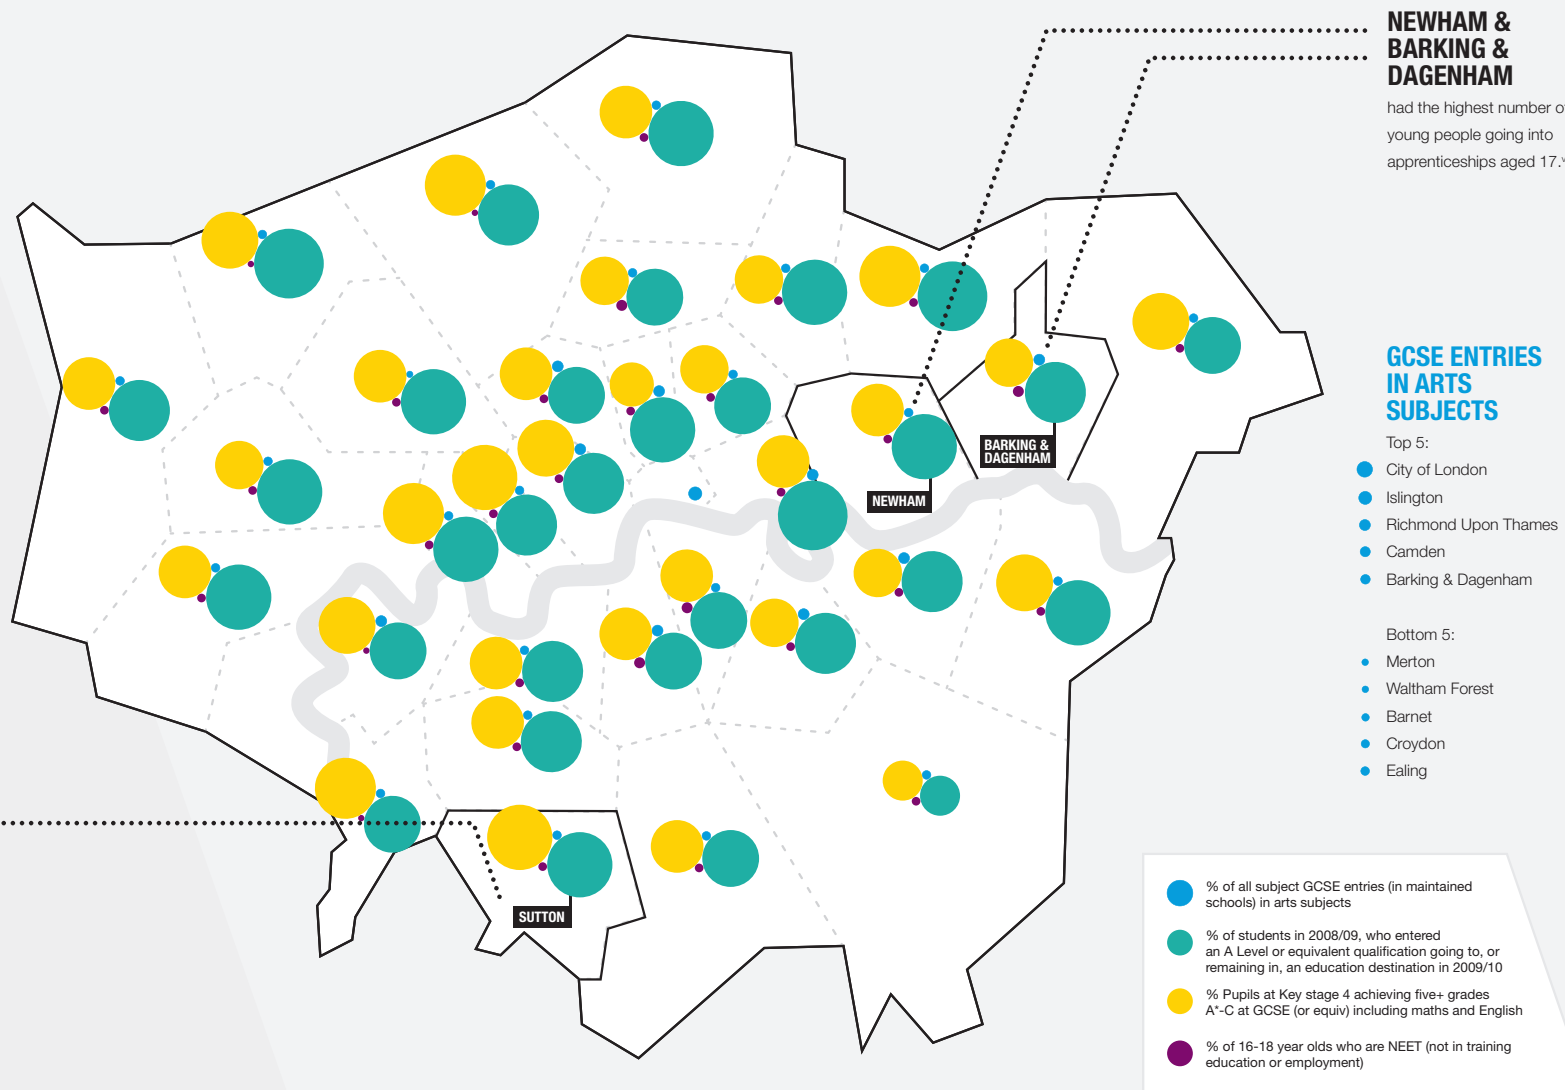 NEWHAM &
BARKING &
DAGENHAM
had the highest number
young people going into
apprenticeships aged 17.
BARKING &
DAGENHAM
NEWHAM
SUTTON
GCSE ENTRIES
IN ARTS
SUBJECTS
Top 5:
City of London
Islington
Richmond Upon Thames
Camden
Barking & Dagenham
Bottom 5:
Merton
Waltham Forest
Barnet
Croydon
Ealing
% of all subject GCSE entries (in maintained
schools) in arts subjects
% of students in 2008/09, who entered
an A Level or equivalent qualification going to, or
remaining in, an education destination in 2009/10
% Pupils at Key stage 4 achieving five+ grades
A*-C at GCSE (or equiv) including maths and English
% of 16-18 year olds who are NEET (not in training
education or employment)